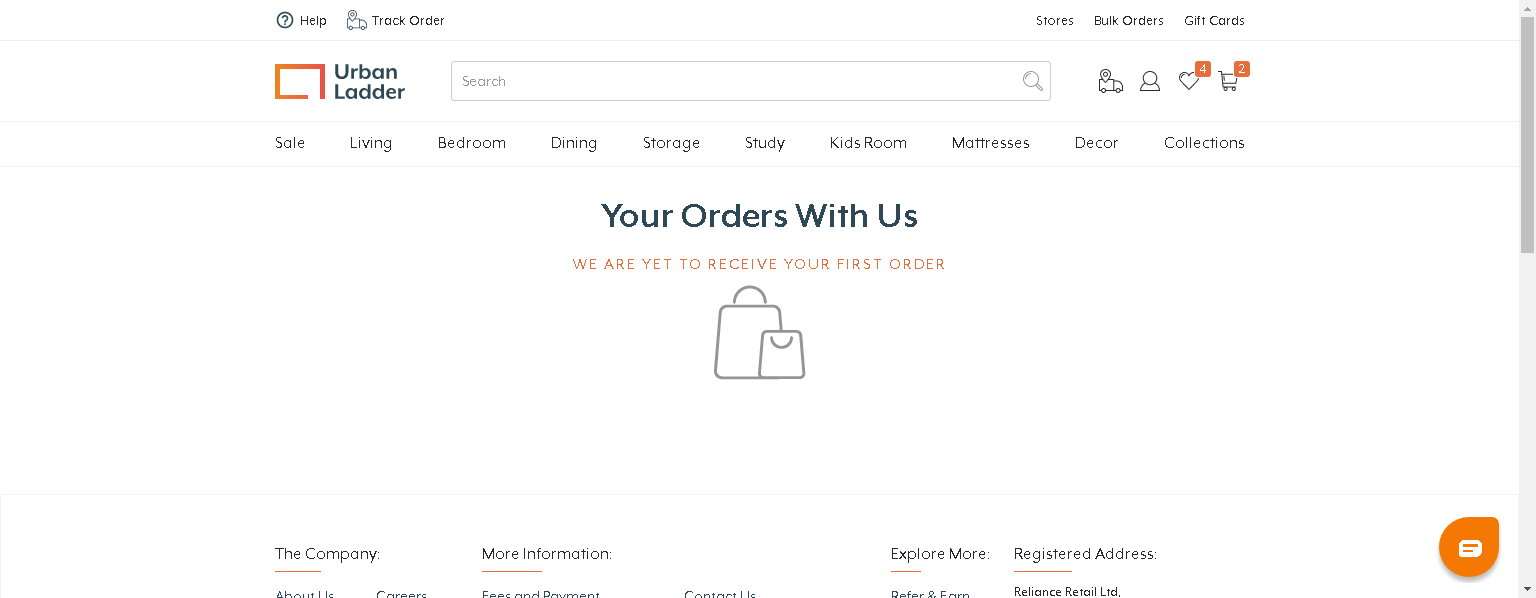 Help Track Order Stores Bulk Orders Gift Cards
Urban
Ladder
Search
4
2
Sale Living Bedroom Dining Storage Study Kids Room Mattresses Decor Collections
Your Orders With Us
WE ARE YET TO RECEIVE YOUR FIRST ORDER
The Company: More Information: Explore More: Registered Address:
About Us Careers Fees and Payment Contact Us Refer & Earn Reliance Retail Ltd,